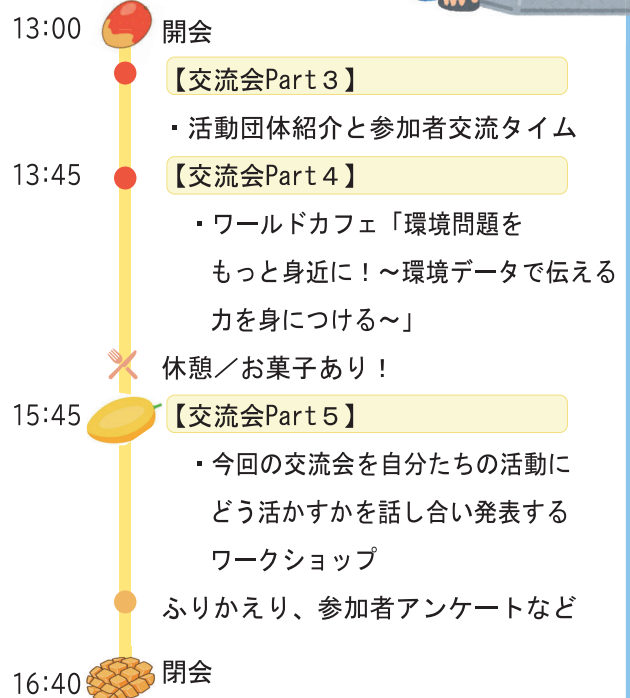 13:00 開会
【交流会Part３】
・活動団体紹介と参加者交流タイム
13:45 【交流会Part４】
・ワールドカフェ「環境問題を
もっと身近に！～環境データで伝える
力を身につける～」
休憩／お菓子あり！
15:45 【交流会Part５】
・今回の交流会を自分たちの活動に
どう活かすかを話し合い発表する
ワークショップ
ふりかえり、参加者アンケートなど
16:40 閉会